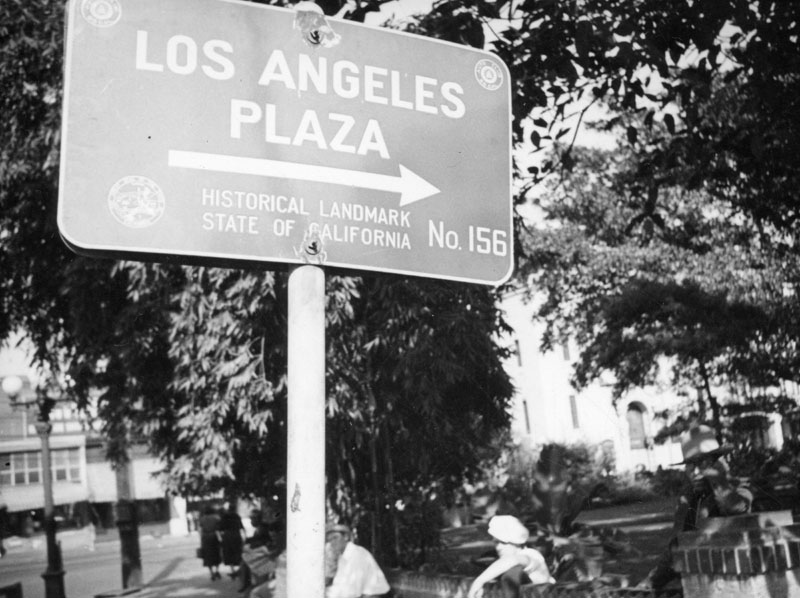 LOS ANGELES
PLAZA
HISTORICAL LANDMARK
STATE OF CALIFORNIA
No. 156